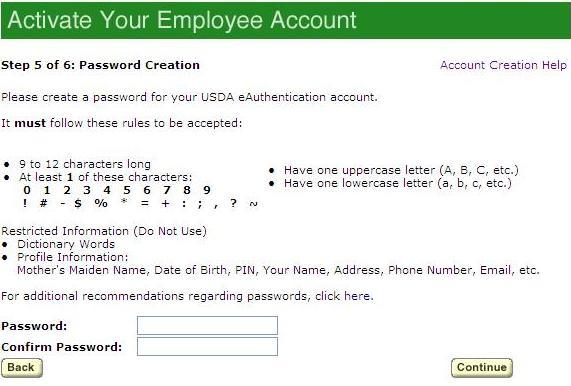 Activate Your Employee Account
Step 5 of 6: Password Creation
Account Creation Help
Please create a password for your USDA eAuthentication account.
It must follow these rules to be accepted:
• 9 to 12 characters long
• At least 1 of these characters:
0 1 2 3 4 5 6 7 8 9
! # - $ % * = + : ; , ? ~
• Have one uppercase letter (A, B, C, etc.)
• Have one lowercase letter (a, b, c, etc.)
Restricted Information (Do Not Use)
• Dictionary Words
• Profile Information:
Mother's Maiden Name, Date of Birth, PIN, Your Name, Address, Phone Number, Email, etc.
For additional recommendations regarding passwords, click here.
Password:
Confirm Password:
Back
Continue